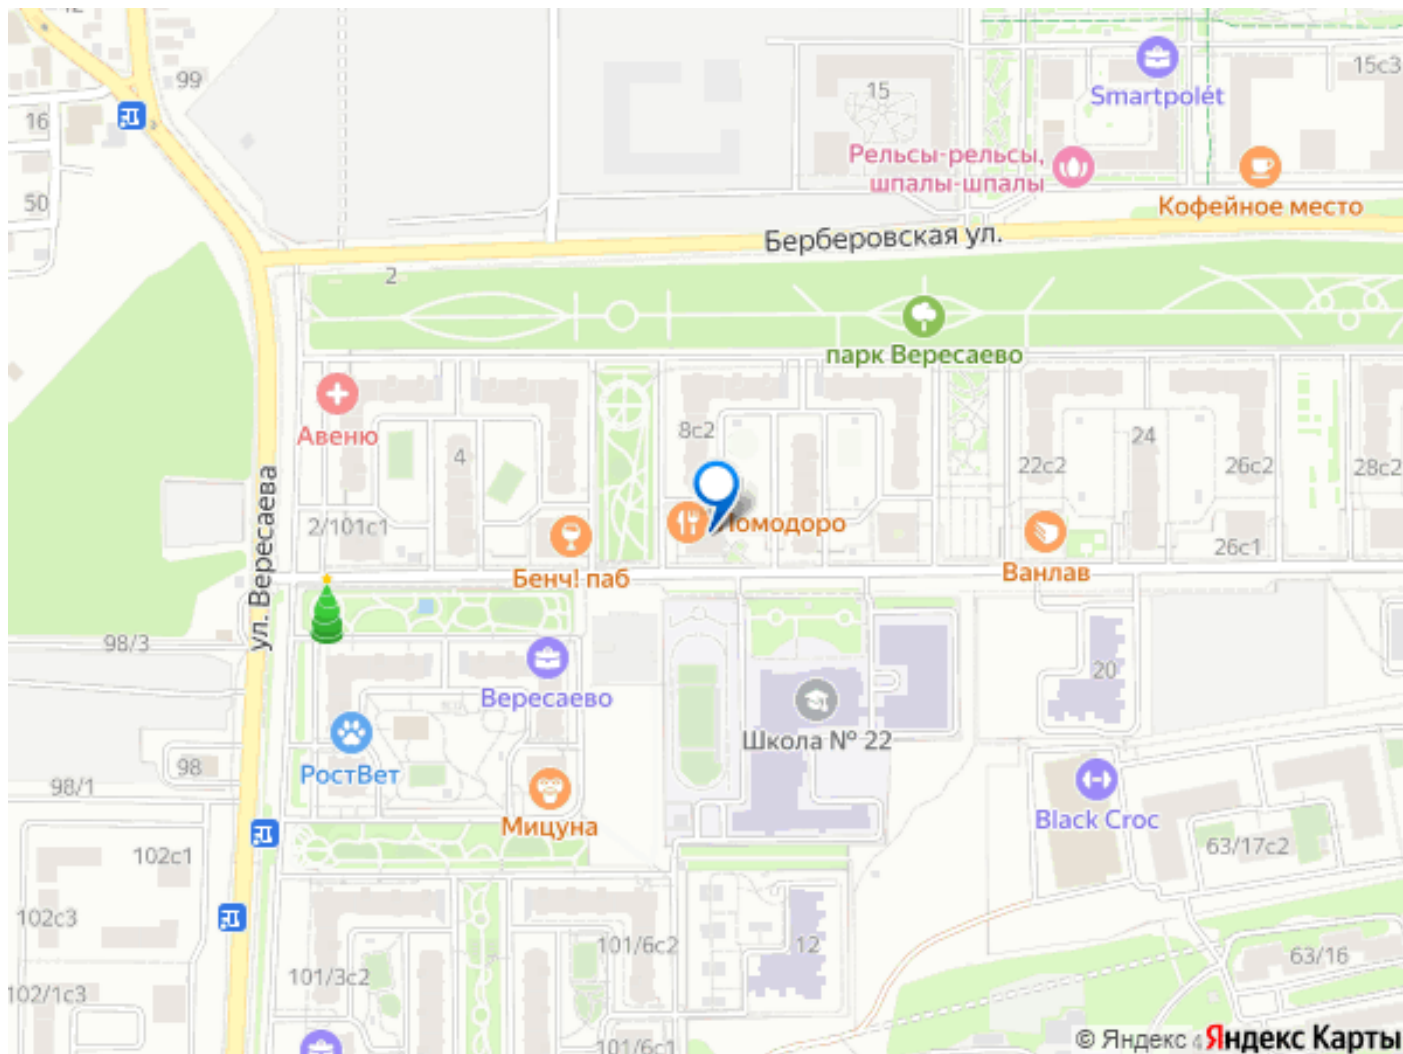 99
16
50
15
Smartpolét
15с3
Рельсы-рельсы,
шпалы-шпалы
Кофейное место
Берберовская ул.
2
парк Вересаево
Авеню
4
8с2
22с2
24
26с2
28с2
ул. Вересаева
2/101с1
Бенч! паб
Помодоро
Ванлав
26с1
98/3
Вересаево
20
Школа № 22
РостВет
98
98/1
Мицуна
Black Croc
63/17с2
102с1
102с3
101/3с2
101/6с2
12
63/16
102/1с3
101/6с1
© Яндекс
Яндекс Карты